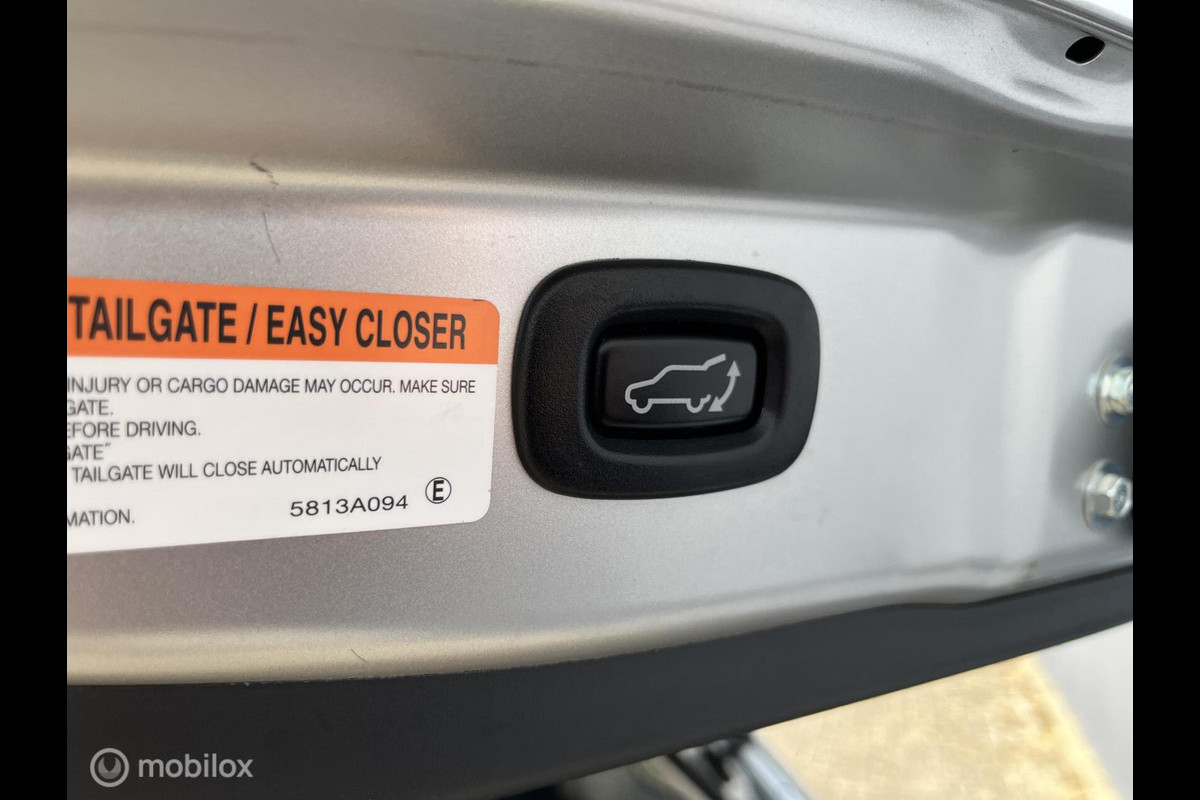 TAILGATE / EASY CLOSER
INJURY OR CARGO DAMAGE MAY OCCUR. MAKE SURE
GATE.
BEFORE DRIVING.
GATE"
TAILGATE WILL CLOSE AUTOMATICALLY
5813A094 E
MATION.
mobilox